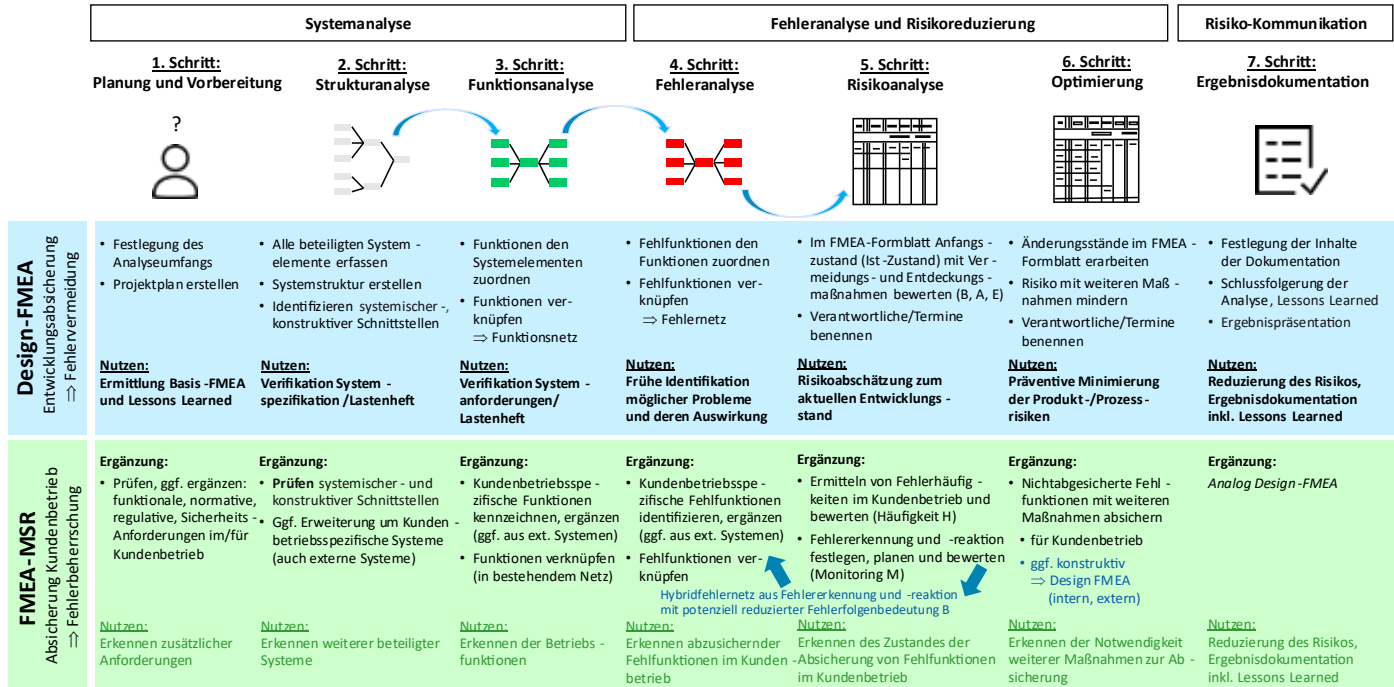 Systemanalyse
Fehleranalyse und Risikoreduzierung
Risiko-Kommunikation
1. Schritt:
Planung und Vorbereitung
2. Schritt:
Strukturanalyse
3. Schritt:
Funktionsanalyse
4. Schritt:
Fehleranalyse
5. Schritt:
Risikoanalyse
6. Schritt:
Optimierung
7. Schritt:
Ergebnisdokumentation
?
Design-FMEA
Entwicklungsabsicherung
⇒ Fehlervermeidung
• Festlegung des
Analyseumfangs
• Projektplan erstellen
Nutzen:
Ermittlung Basis -FMEA
und Lessons Learned
• Alle beteiligten System -
elemente erfassen
• Systemstruktur erstellen
• Identifizieren systemischer -,
konstruktiver Schnittstellen
Nutzen:
Verifikation System -
spezifikation /Lastenheft
• Funktionen den
Systemelementen
zuordnen
• Funktionen ver-
knüpfen
⇒ Funktionsnetz
Nutzen:
Verifikation System -
anforderungen/
Lastenheft
• Fehlfunktionen den
Funktionen zuordnen
• Fehlfunktionen ver-
knüpfen
⇒ Fehlernetz
Nutzen:
Frühe Identifikation
möglicher Probleme
und deren Auswirkung
• Im FMEA-Formblatt Anfangs -
zustand (Ist -Zustand) mit Ver -
meidungs - und Entdeckungs -
maßnahmen bewerten (B, A, E)
• Verantwortliche/Termine
benennen
Nutzen:
Risikoabschätzung zum
aktuellen Entwicklungs -
stand
• Änderungsstände im FMEA -
Formblatt erarbeiten
• Risiko mit weiteren Maß -
nahmen mindern
• Verantwortliche/Termine
benennen
Nutzen:
Präventive Minimierung
der Produkt -/Prozess -
risiken
• Festlegung der Inhalte
der Dokumentation
• Schlussfolgerung der
Analyse, Lessons Learned
• Ergebnispräsentation
Nutzen:
Reduzierung des Risikos,
Ergebnisdokumentation
inkl. Lessons Learned
FMEA-MSR
Absicherung Kundenbetrieb
⇒ Fehlerbeherrschung
Ergänzung:
• Prüfen, ggf. ergänzen:
funktionale, normative,
regulative, Sicherheits -
Anforderungen im/für
Kundenbetrieb
Nutzen:
Erkennen zusätzlicher
Anforderungen
Ergänzung:
• Prüfen systemischer - und
konstruktiver Schnittstellen
• Ggf. Erweiterung um Kunden -
betriebsspezifische Systeme
(auch externe Systeme)
Nutzen:
Erkennen weiterer beteiligter
Systeme
Ergänzung:
• Kundenbetriebsspe -
zifische Funktionen
kennzeichnen, ergänzen
(ggf. aus ext. Systemen)
• Funktionen verknüpfen
(in bestehendem Netz)
Nutzen:
Erkennen der Betriebs -
funktionen
Ergänzung:
• Kundenbetriebsspe -
zifische Fehlfunktionen
identifizieren, ergänzen
(ggf. aus ext. Systemen)
• Fehlfunktionen ver-
knüpfen
Ergänzung:
• Ermitteln von Fehlerhäufig -
keiten im Kundenbetrieb und
bewerten (Häufigkeit H)
• Fehlererkennung und -reaktion
festlegen, planen und bewerten
(Monitoring M)
Hybridfehlernetz aus Fehlererkennung und -reaktion
mit potenziell reduzierter Fehlerfolgenbedeutung B
Nutzen:
Erkennen abzusichernder
Fehlfunktionen im Kunden -
betrieb
Nutzen:
Erkennen des Zustandes der
Absicherung von Fehlfunktionen
im Kundenbetrieb
Ergänzung:
• Nichtabgesicherte Fehl -
funktionen mit weiteren
Maßnahmen absichern
• für Kundenbetrieb
• ggf. konstruktiv
⇒ Design FMEA
(intern, extern)
Nutzen:
Erkennen der Notwendigkeit
weiterer Maßnahmen zur Ab -
sicherung
Ergänzung:
Analog Design -FMEA
Nutzen:
Reduzierung des Risikos,
Ergebnisdokumentation
inkl. Lessons Learned